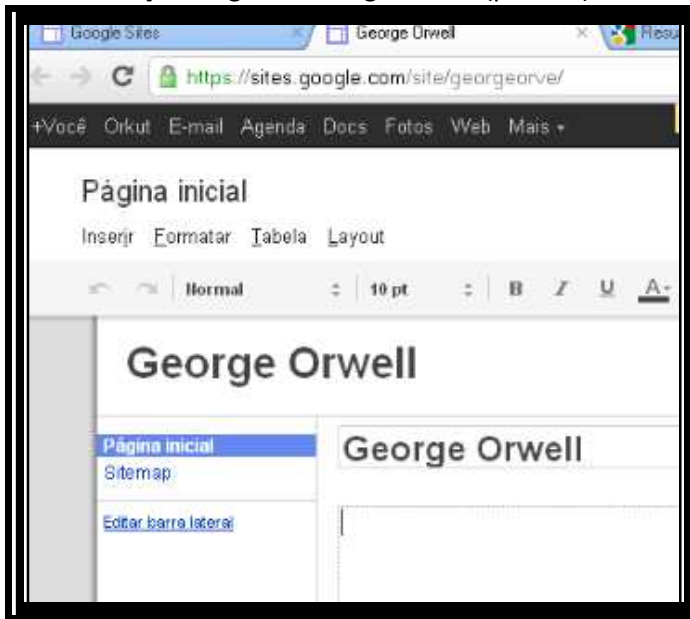 Google Sites George Orwell Resu
https://sites.google.com/site/georgeorve/
+Você Orkut E-mail Agenda Docs Fotos Web Mais
Página inicial
Inserir Formatar Tabela Layout
Normal 10 pt B I U A
George Orwell
Página inicial
George Orwell
Sitemap
Editar barra lateral